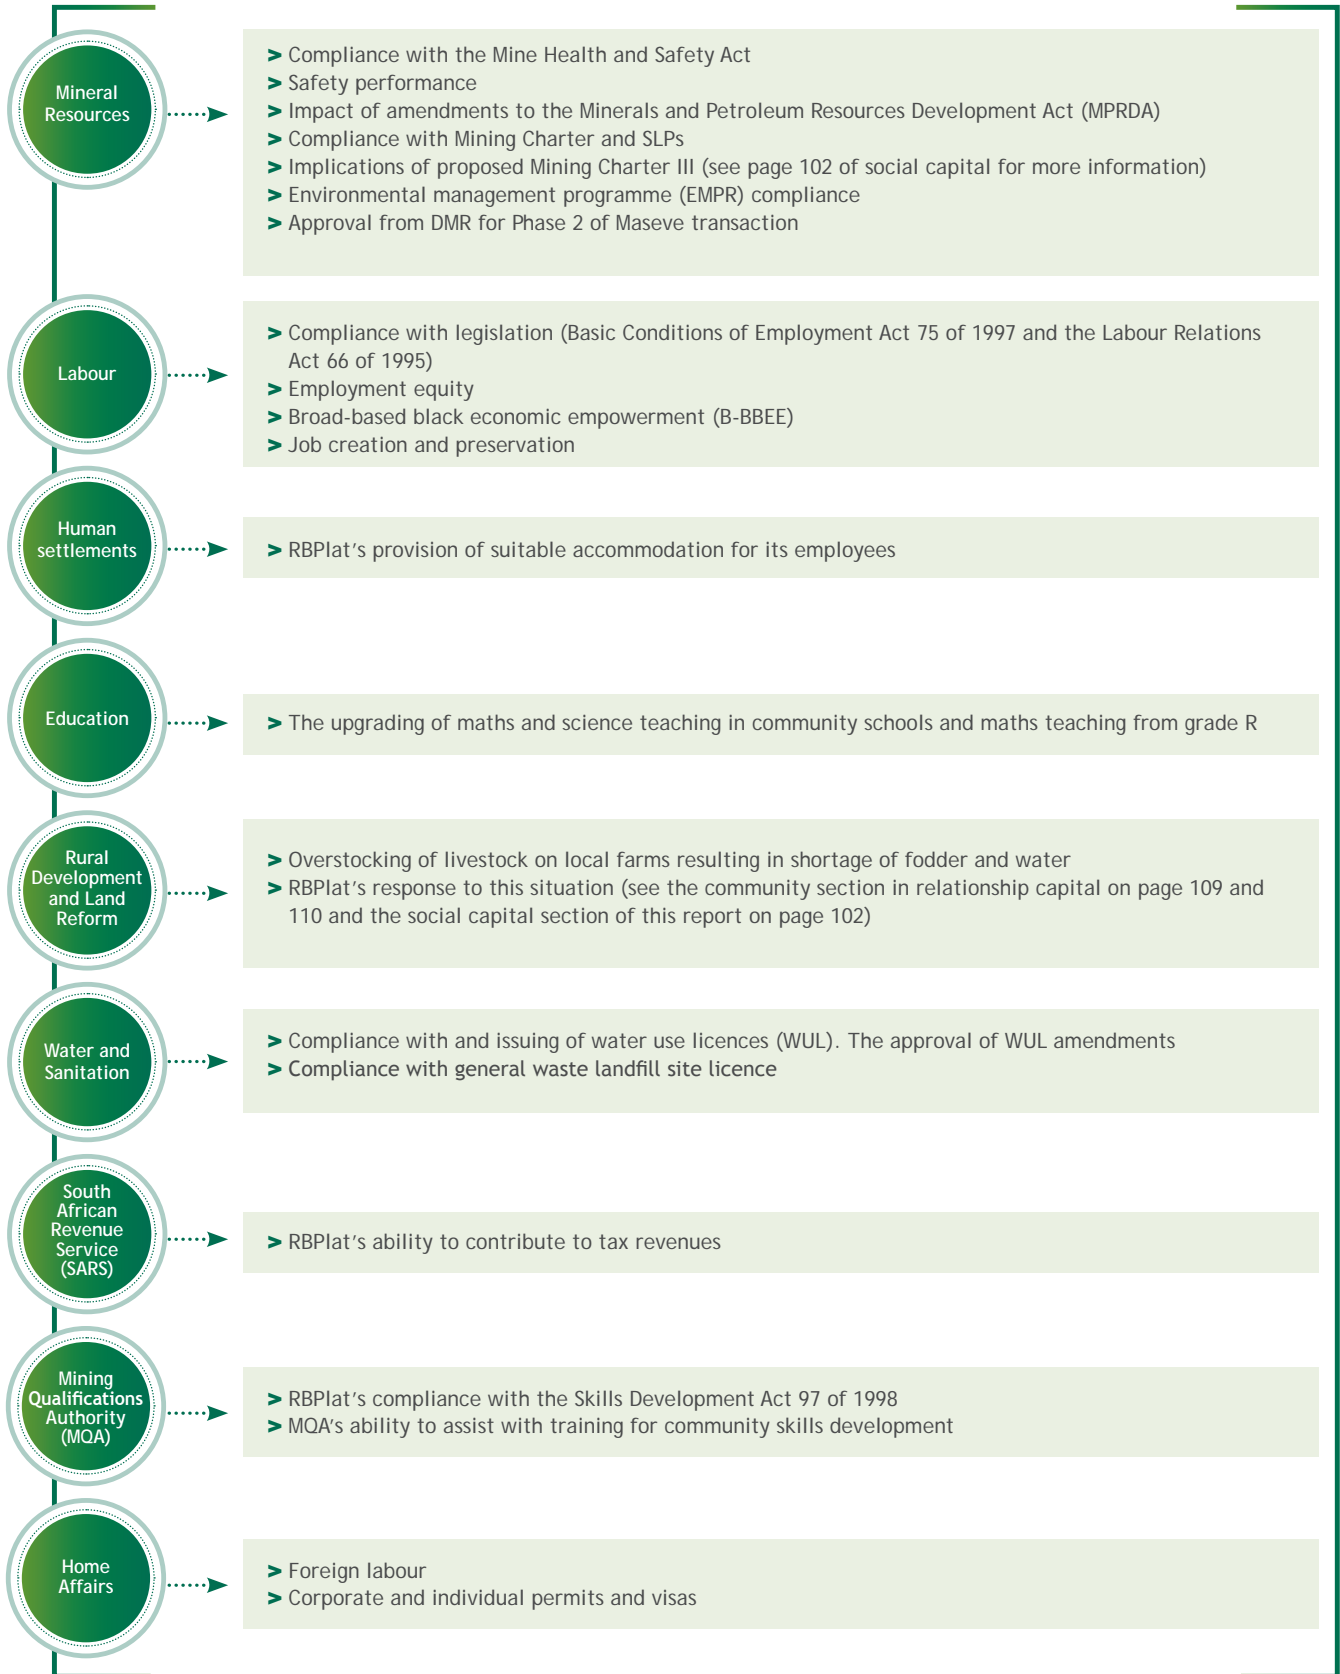 Mineral
Resources
> Compliance with the Mine Health and Safety Act
> Safety performance
> Impact of amendments to the Minerals and Petroleum Resources Development Act (MPRDA)
> Compliance with Mining Charter and SLPs
> Implications of proposed Mining Charter III (see page 102 of social capital for more information)
> Environmental management programme (EMPR) compliance
> Approval from DMR for Phase 2 of Maseve transaction
Labour
> Compliance with legislation (Basic Conditions of Employment Act 75 of 1997 and the Labour Relations
Act 66 of 1995)
> Employment equity
> Broad-based black economic empowerment (B-BBEE)
> Job creation and preservation
Human
settlements
> RBPlat's provision of suitable accommodation for its employees
Education
> The upgrading of maths and science teaching in community schools and maths teaching from grade R
Rural
Development
and Land
Reform
> Overstocking of livestock on local farms resulting in shortage of fodder and water
> RBPlat's response to this situation (see the community section in relationship capital on page 109 and
110 and the social capital section of this report on page 102)
Water and
Sanitation
> Compliance with and issuing of water use licences (WUL). The approval of WUL amendments
> Compliance with general waste landfill site licence
South
African
Revenue
Service
(SARS)
> RBPlat's ability to contribute to tax revenues
Mining
Qualifications
Authority
(MQA)
> RBPlat's compliance with the Skills Development Act 97 of 1998
> MQA's ability to assist with training for community skills development
Home
Affairs
> Foreign labour
> Corporate and individual permits and visas